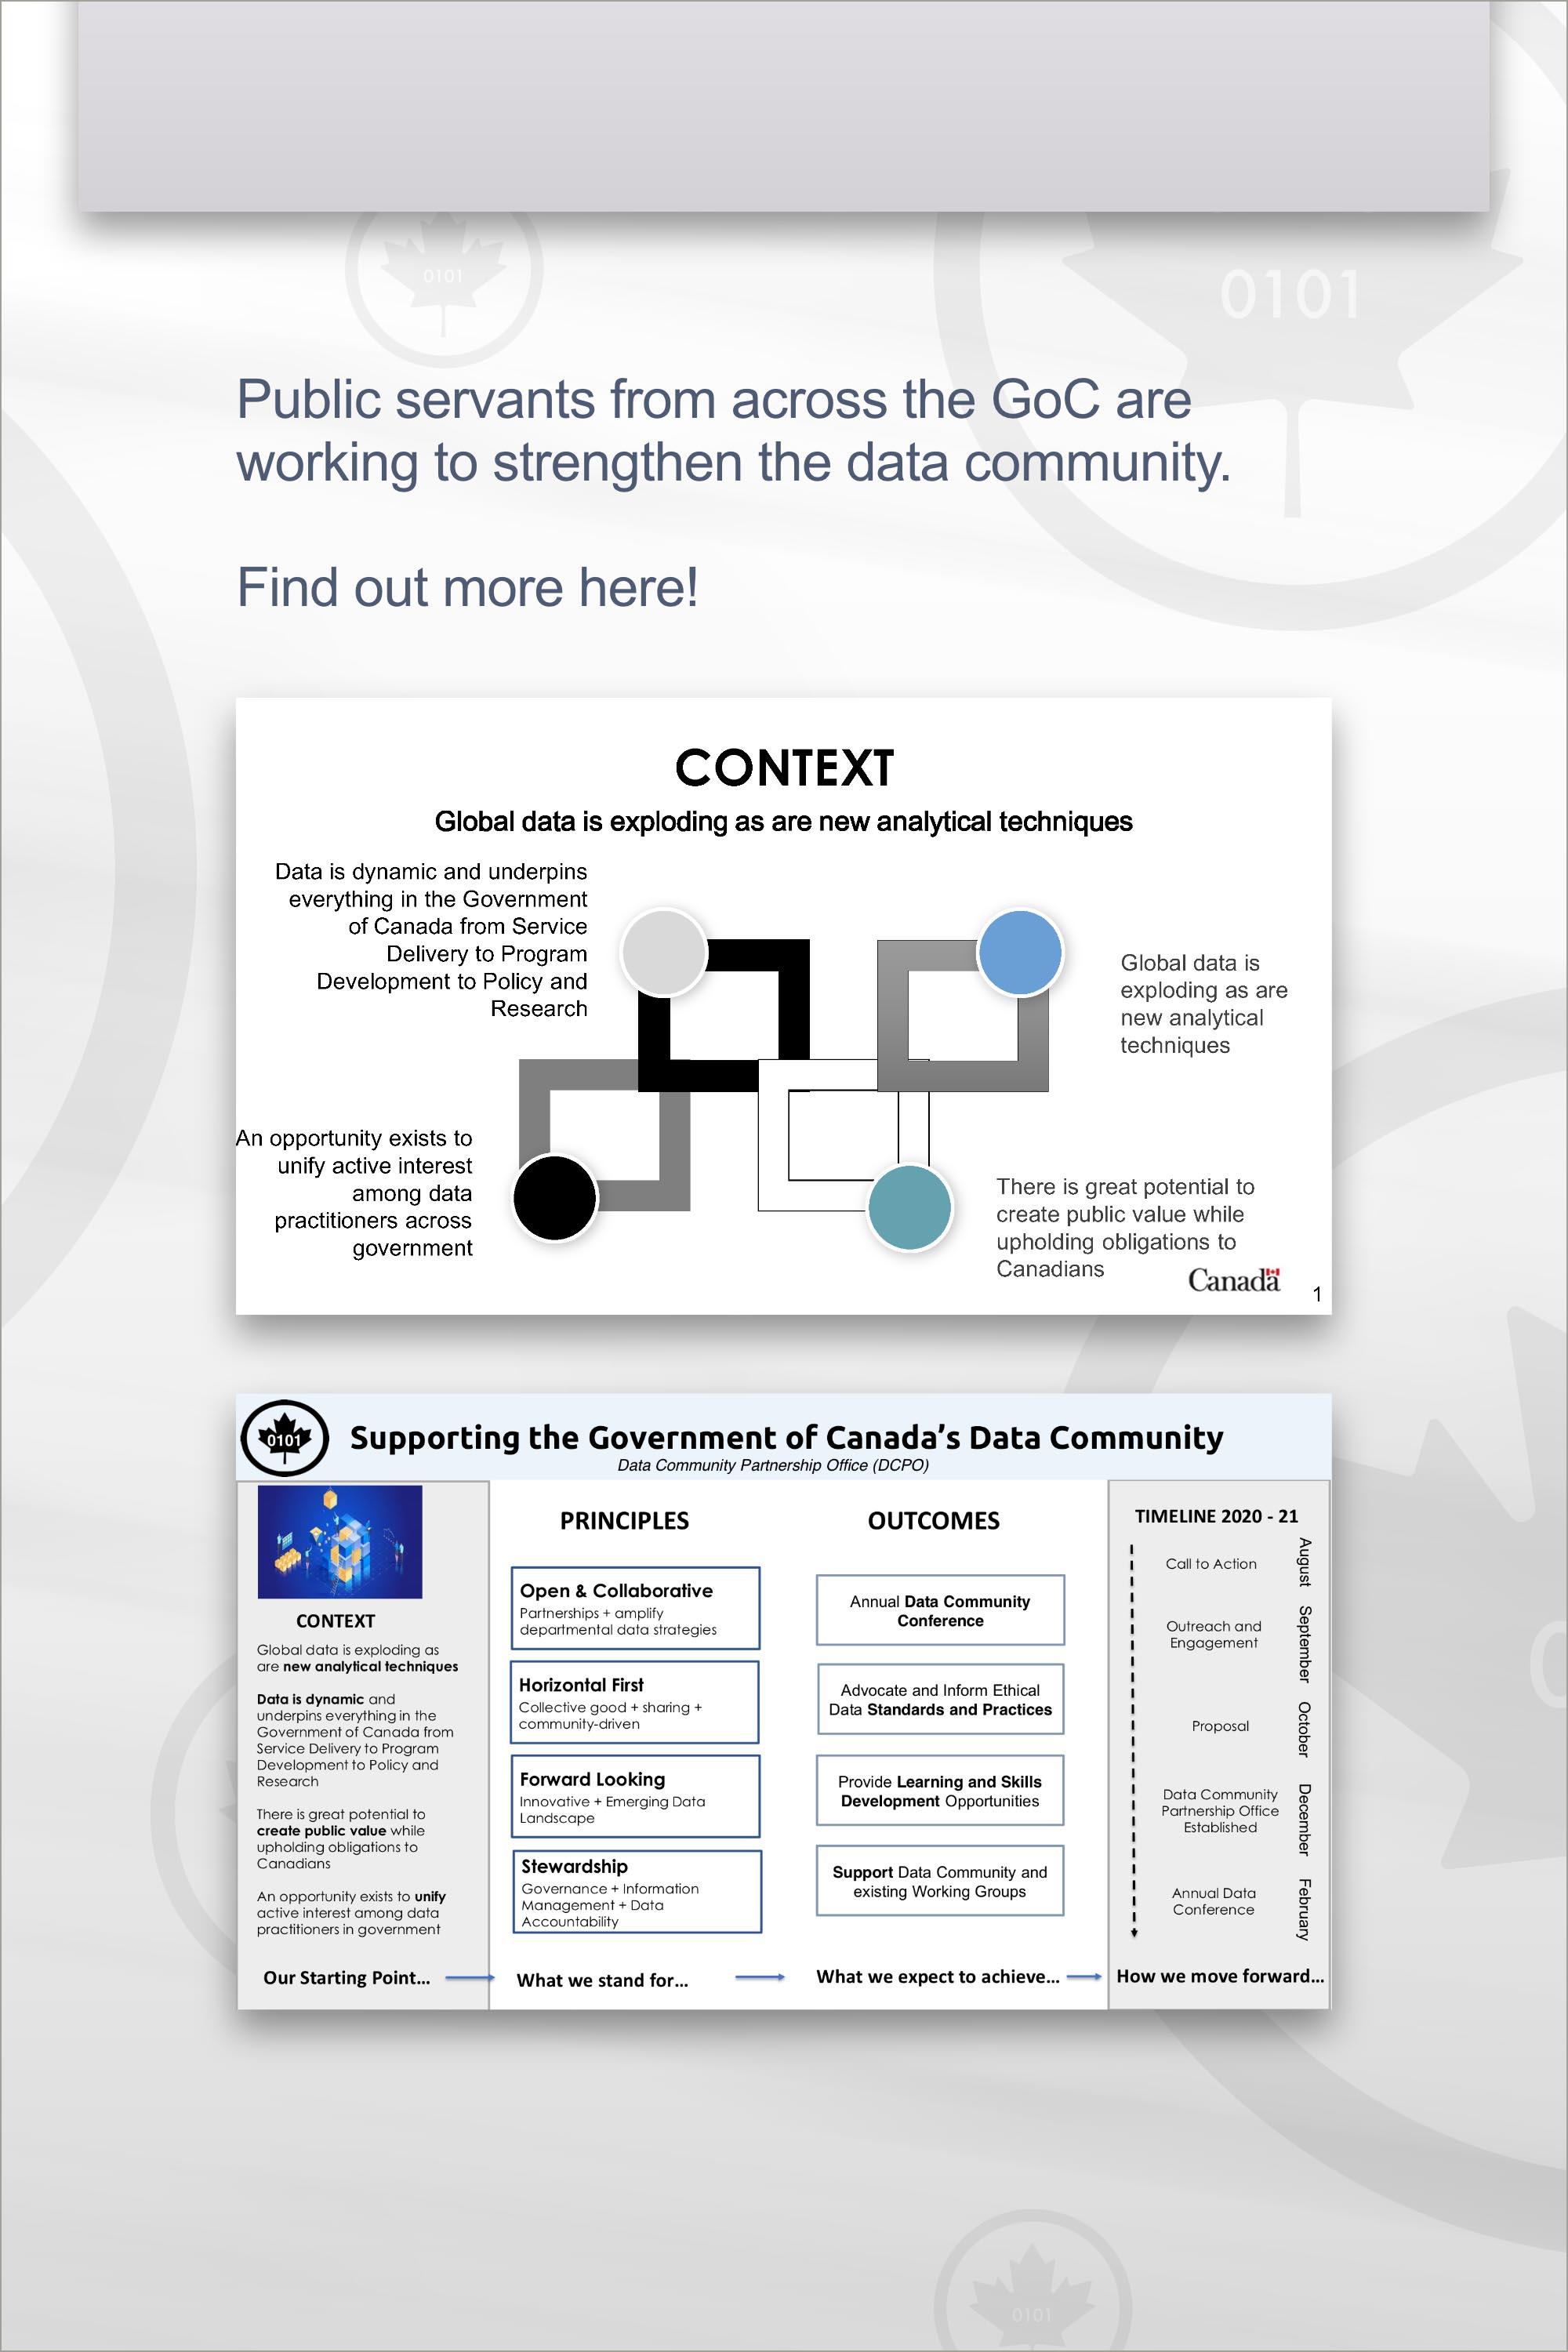 0101
0101
Public servants from across the GoC are
working to strengthen the data community.
Find out more here!
CONTEXT
Global data is exploding as are new analytical techniques
Data is dynamic and underpins
everything in the Government
of Canada from Service
Delivery to Program
Development to Policy and
Research
Global data is
exploding as are
new analytical
techniques
An opportunity exists to
unify active interest
among data
practitioners across
government
There is great potential to
create public value while
upholding obligations to
Canadians
Canada
1
0101
Supporting the Government of Canada's Data Community
Data Community Partnership Office (DCPO)
CONTEXT
Global data is exploding as
are new analytical techniques
Data is dynamic and
underpins everything in the
Government of Canada from
Service Delivery to Program
Development to Policy and
Research
There is great potential to
create public value while
upholding obligations to
Canadians
An opportunity exists to unify
active interest among data
practitioners in government
Our Starting Point...
PRINCIPLES
Open & Collaborative
Partnerships + amplify
departmental data strategies
Horizontal First
Collective good + sharing +
community-driven
Forward Looking
Innovative + Emerging Data
Landscape
Stewardship
Governance + Information
Management + Data
Accountability
What we stand for...
OUTCOMES
Annual Data Community
Conference
Advocate and Inform Ethical
Data Standards and Practices
Provide Learning and Skills
Development Opportunities
Support Data Community and
existing Working Groups
What we expect to achieve...
TIMELINE 2020 - 21
Call to Action
August
Outreach and
Engagement
September
Proposal
October
Data Community
Partnership Office
Established
December
Annual Data
Conference
February
How we move forward...
0101